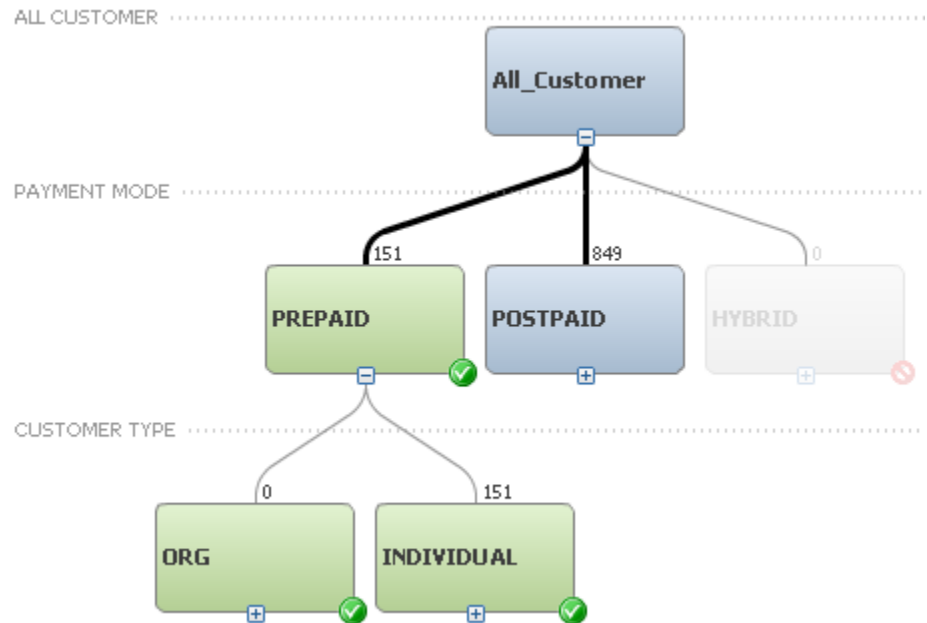 ALL CUSTOMER
All_Customer
PAYMENT MODE
151
849
0
PREPAID
POSTPAID
HYBRID
CUSTOMER TYPE
0
151
ORG
INDIVIDUAL